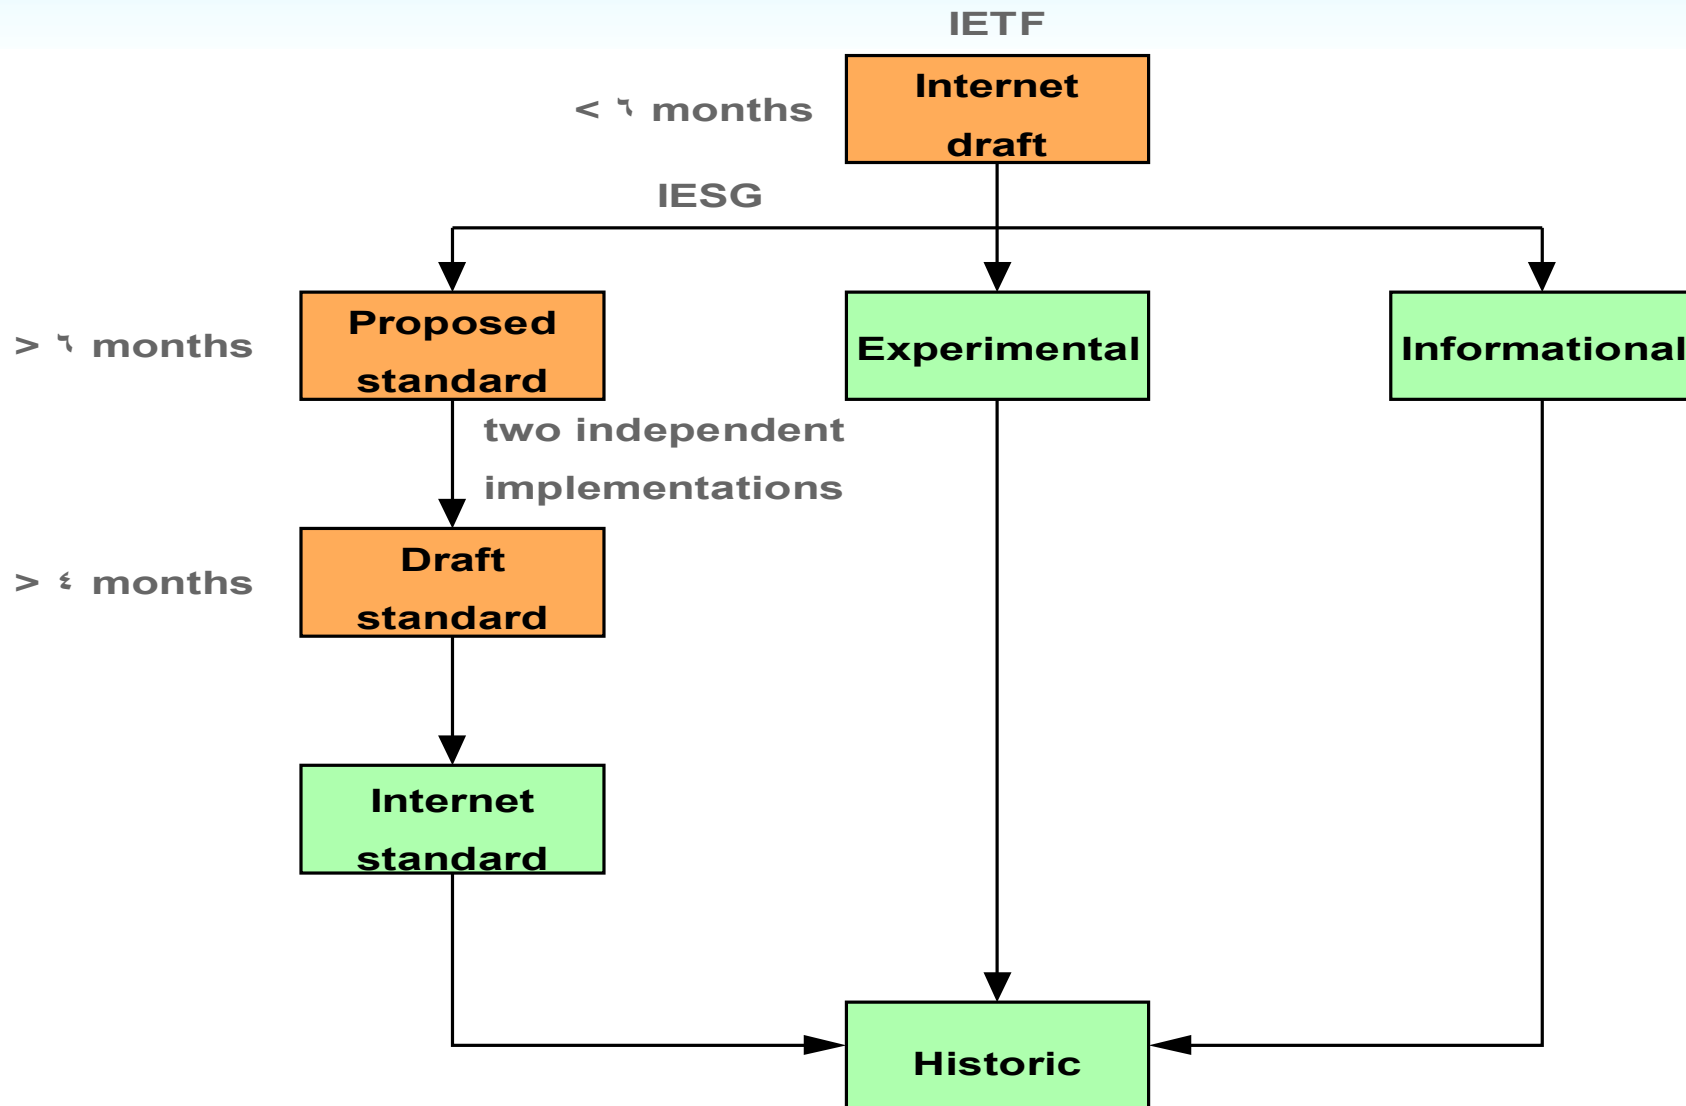 IETF
Internet
draft
< ٦ months
IESG
Proposed
standard
> ٦ months
Experimental
Informational
two independent
implementations
Draft
standard
> ٤ months
Internet
standard
Historic